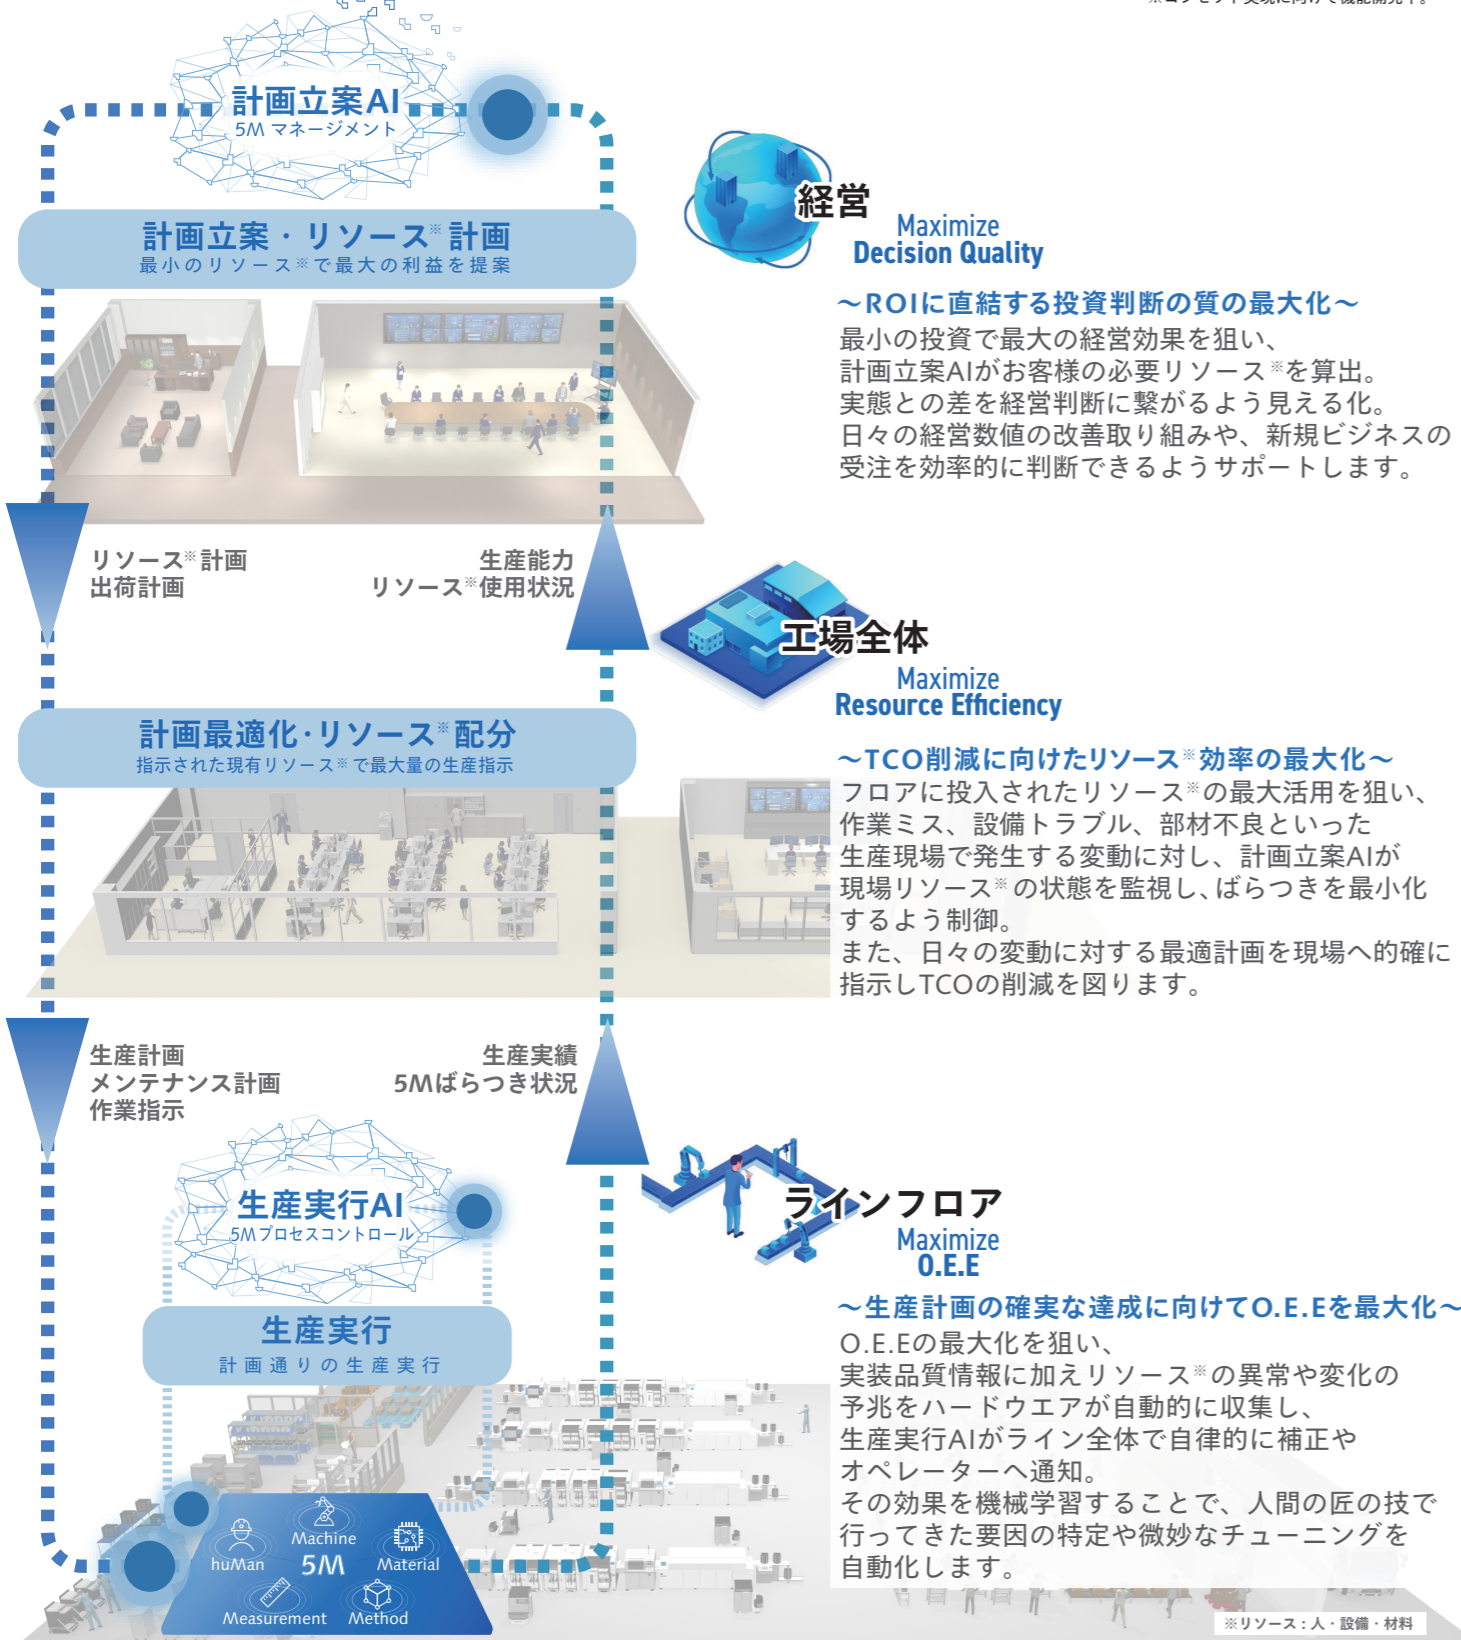 ※コンセプト実現に向けて機能開発中。
計画立案AI
5M マネージメント
計画立案・リソース※計画
最小のリソース※で最大の利益を提案
経営
Maximize
Decision Quality
～ROIに直結する投資判断の質の最大化～
最小の投資で最大の経営効果を狙い、
計画立案AIがお客様の必要リソース※を算出。
実態との差を経営判断に繋がるよう見える化。
日々の経営数値の改善取り組みや、新規ビジネスの
受注を効率的に判断できるようサポートします。
リソース※計画
出荷計画
生産能力
リソース※使用状況
工場全体
Maximize
Resource Efficiency
計画最適化・リソース※配分
指示された現有リソース※で最大量の生産指示
～TCO削減に向けたリソース※効率の最大化～
フロアに投入されたリソース※の最大活用を狙い、
作業ミス、設備トラブル、部材不良といった
生産現場で発生する変動に対し、計画立案AIが
現場リソース※の状態を監視し、ばらつきを最小化
するよう制御。
また、日々の変動に対する最適計画を現場へ的確に
指示しTCOの削減を図ります。
生産計画
メンテナンス計画
作業指示
生産実績
5Mばらつき状況
生産実行AI
5Mプロセスコントロール
ラインフロア
Maximize
O.E.E
生産実行
計画通りの生産実行
～生産計画の確実な達成に向けてO.E.Eを最大化～
O.E.Eの最大化を狙い、
実装品質情報に加えリソース※の異常や変化の
予兆をハードウエアが自動的に収集し、
生産実行AIがライン全体で自律的に補正や
オペレーターへ通知。
その効果を機械学習することで、人間の匠の技で
行ってきた要因の特定や微妙なチューニングを
自動化します。
Machine
huMan
5M
Material
Measurement
Method
※リソース：人・設備・材料